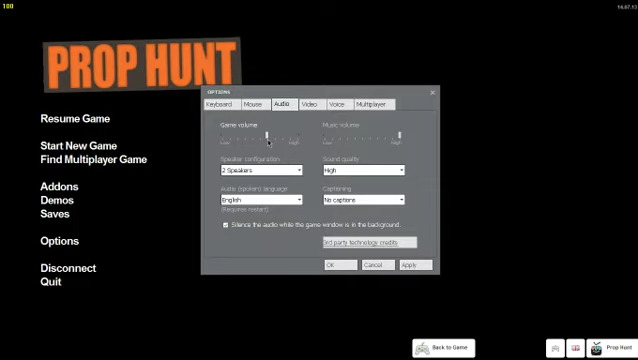 100
14.07.13
PROP HUNT
Resume Game
Start New Game
Find Multiplayer Game
Addons
Demos
Saves
Options
Disconnect
Quit
OPTIONS
Keyboard Mouse Audio Video Voice Multiplayer
Game volume
Music volume
Low High
Low High
Speaker configuration
Sound quality
2 Speakers
High
Audio (spoken) language
Captioning
English
No captions
(Requires restart)
Silence the audio while the game window is in the background.
3rd party technology credits
OK Cancel Apply
Back to Game
Prop Hunt